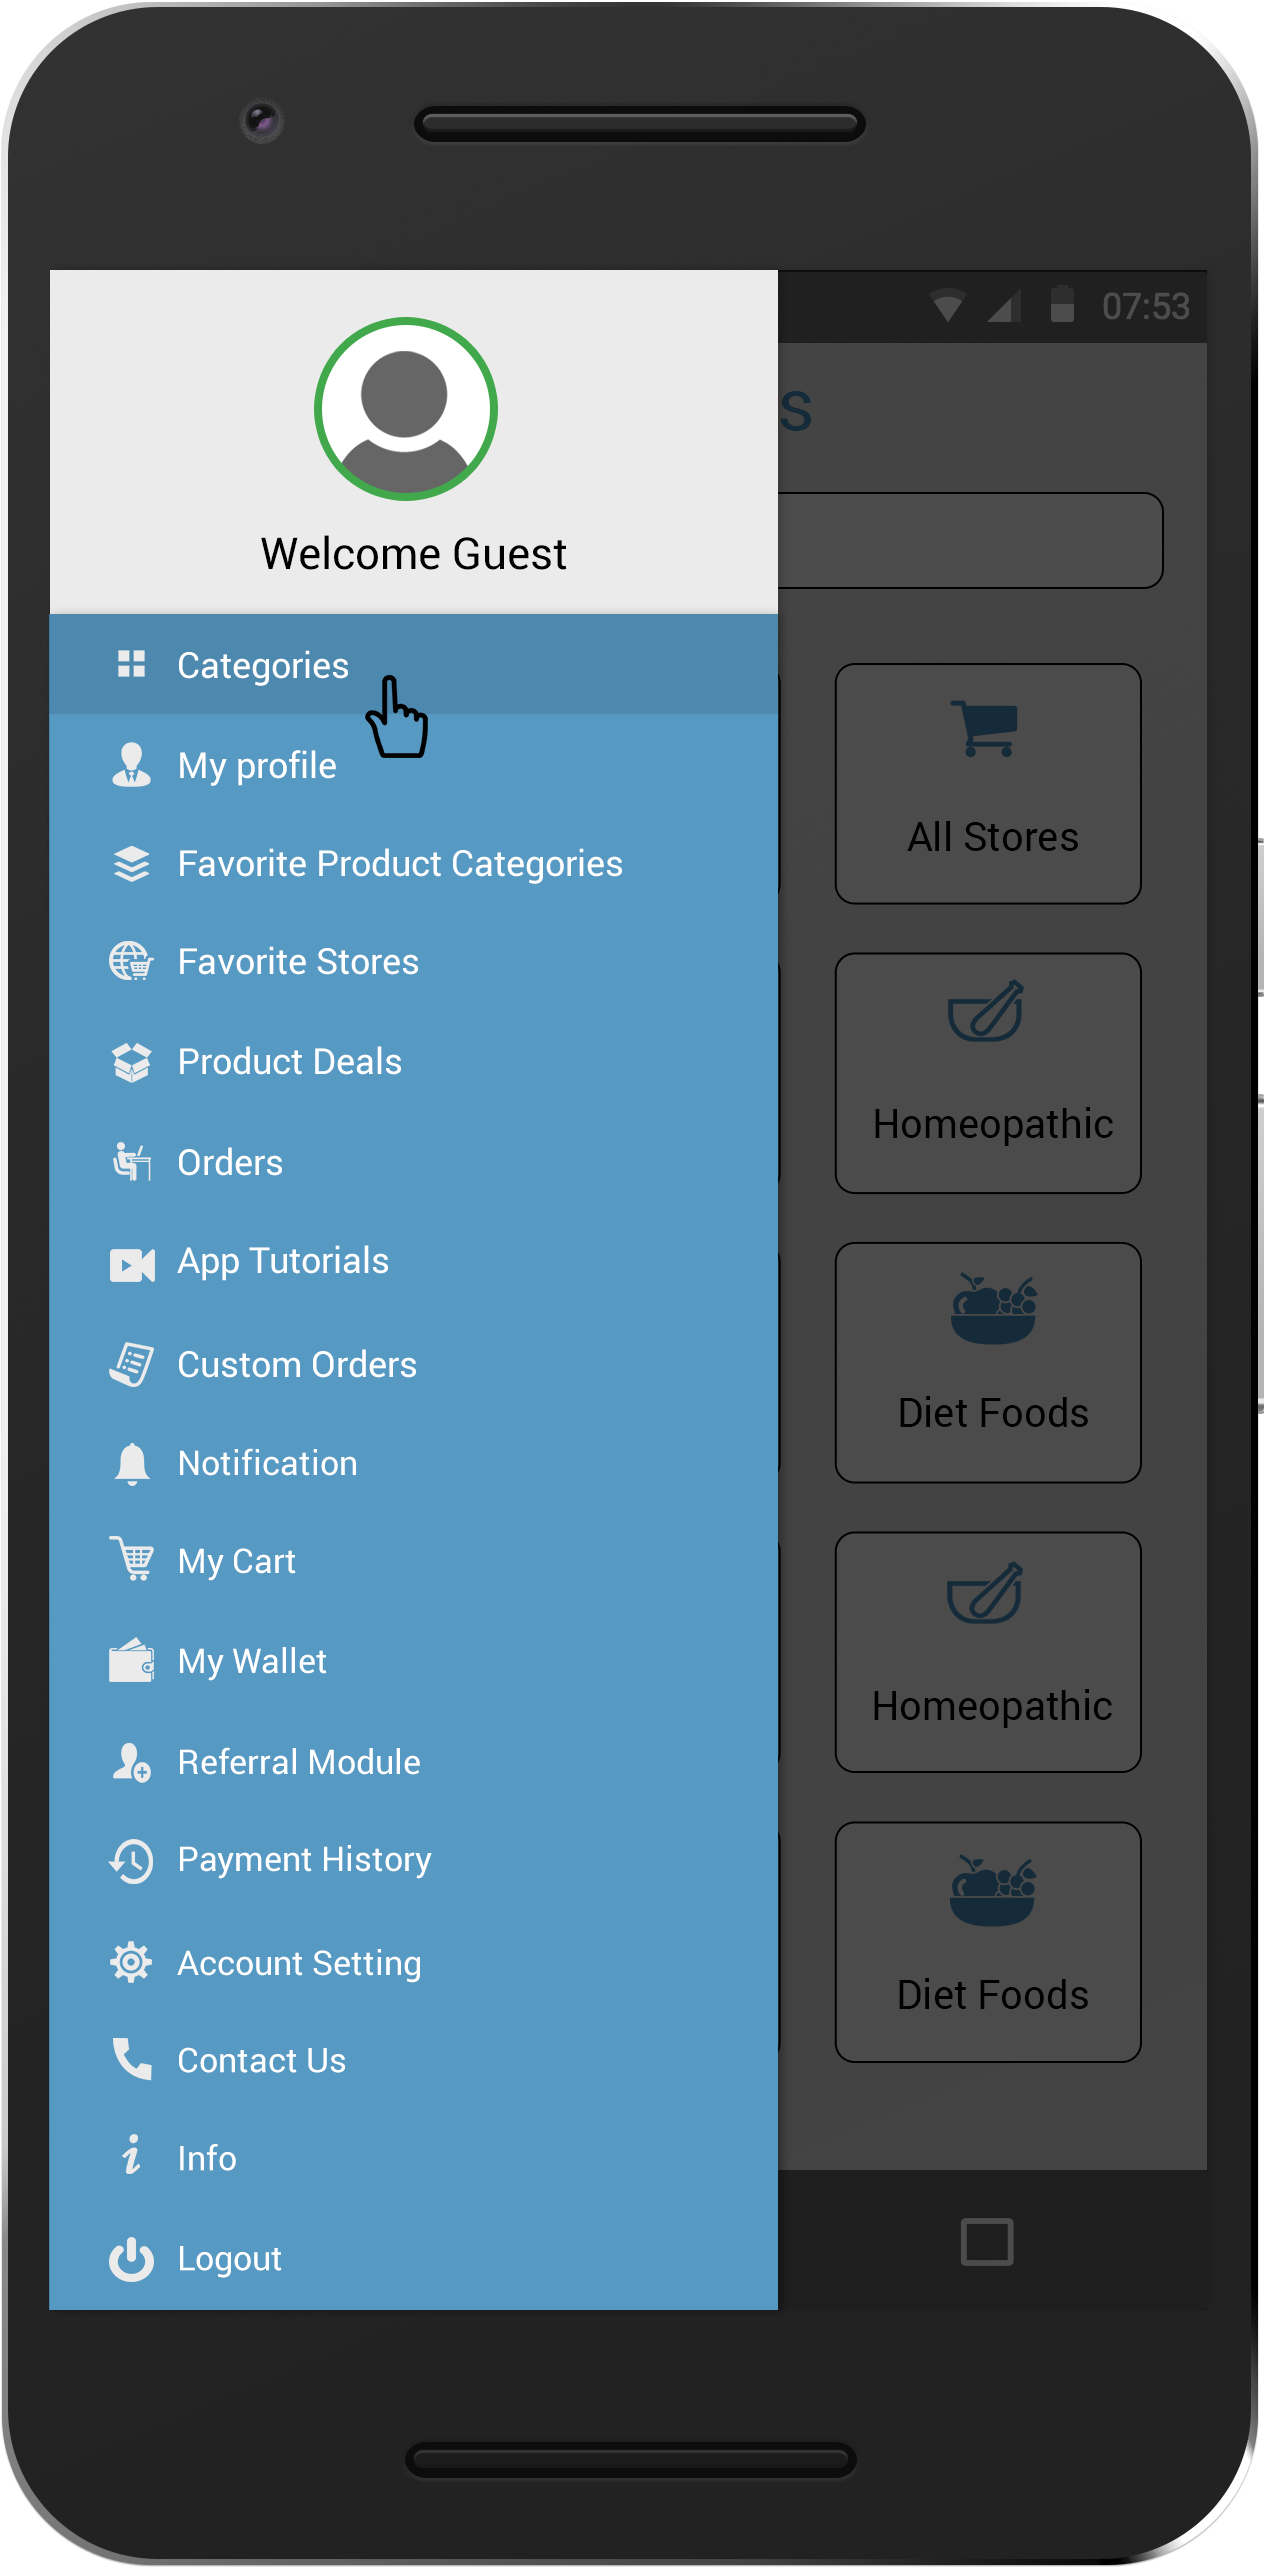 07:53
s
Welcome Guest
Categories
My profile
Favorite Product Categories
Favorite Stores
Product Deals
Orders
App Tutorials
Custom Orders
Notification
My Cart
My Wallet
Referral Module
Payment History
Account Setting
Contact Us
Info
Logout
All Stores
Homeopathic
Diet Foods
Homeopathic
Diet Foods